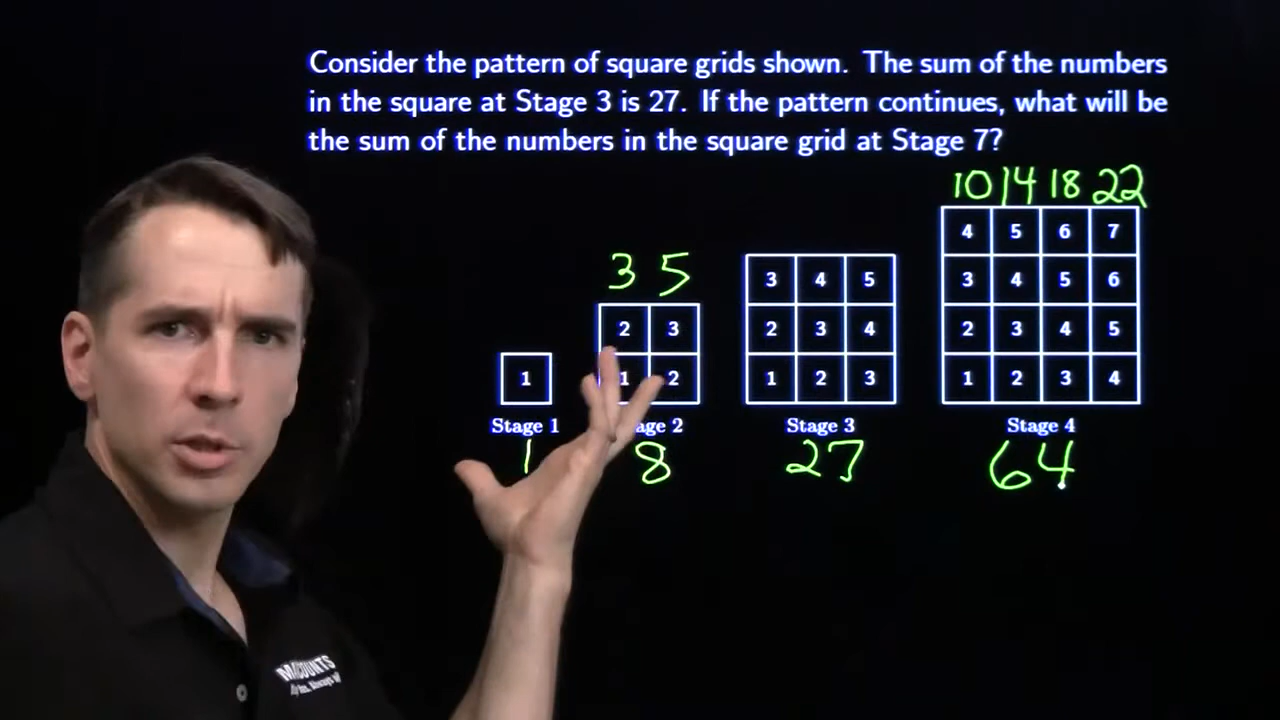 Consider the pattern of square grids shown. The sum of the numbers
in the square at Stage 3 is 27. If the pattern continues, what will be
the sum of the numbers in the square grid at Stage 7?
10 14 18 22
3 5
4 5 6 7
3 4 5
3 4 5 6
2 3
2 3 4
2 3 4 5
1
1 2
1 2 3
1 2 3 4
Stage 1
age 2
Stage 3
Stage 4
1
8
27
64